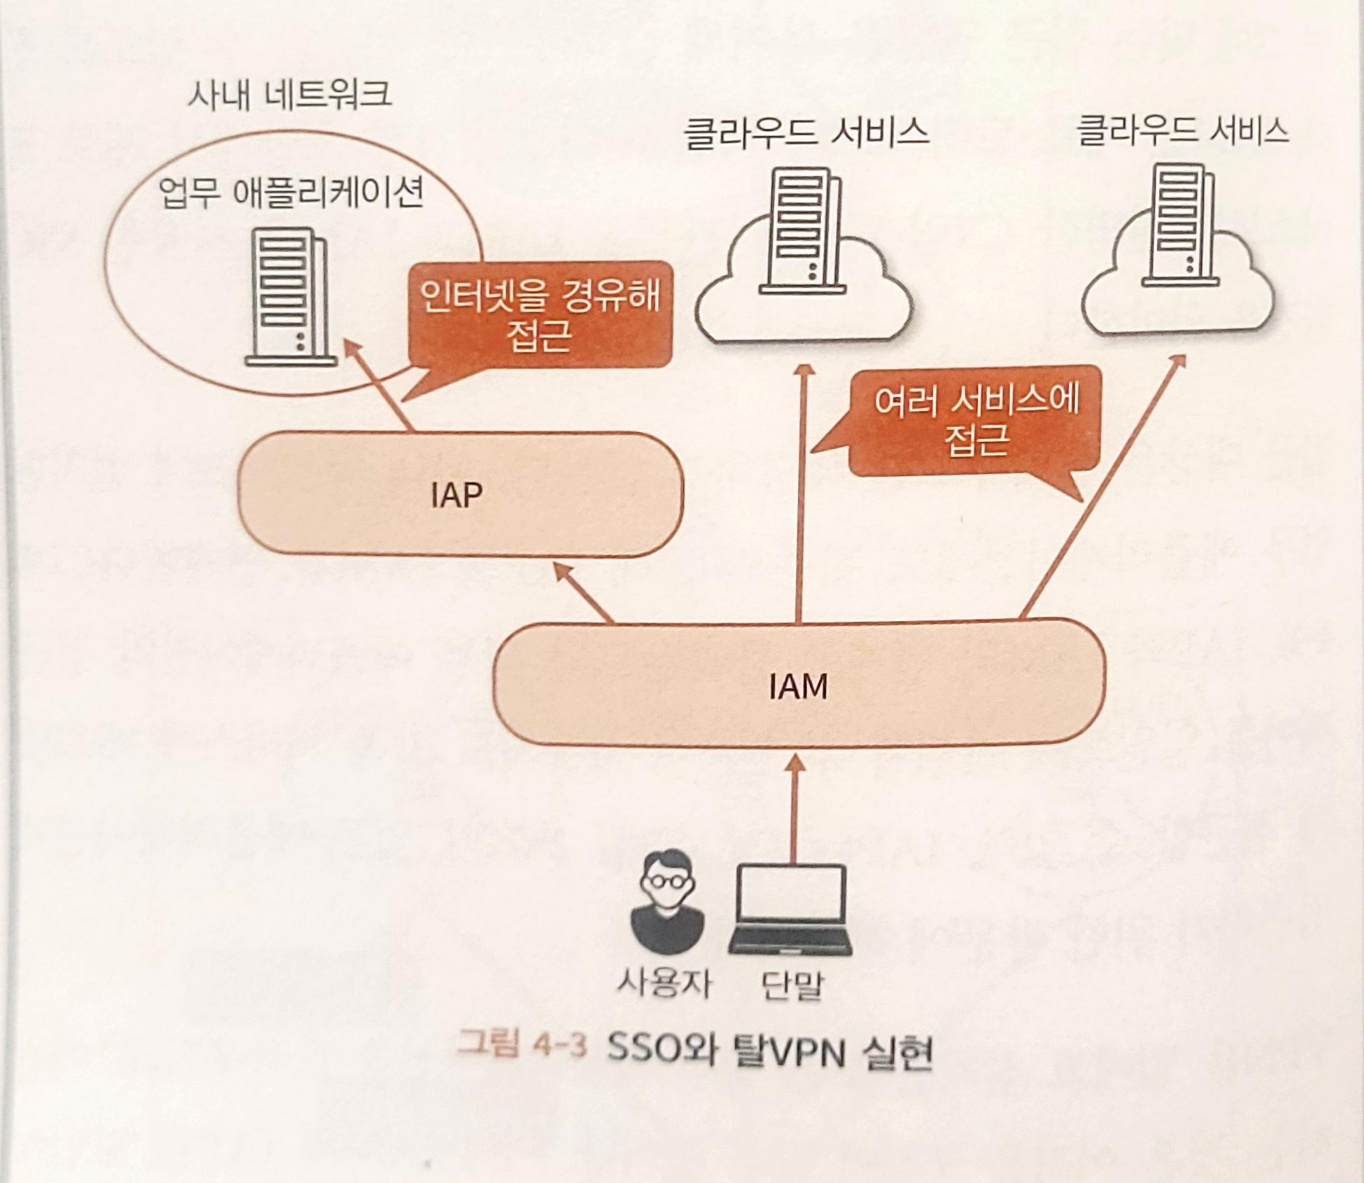 사내 네트워크
업무 애플리케이션
인터넷을 경유해
접근
클라우드 서비스
클라우드 서비스
여러 서비스에
접근
IAP
IAM
사용자
단말
그림 4-3 SSO와 탈VPN 실현